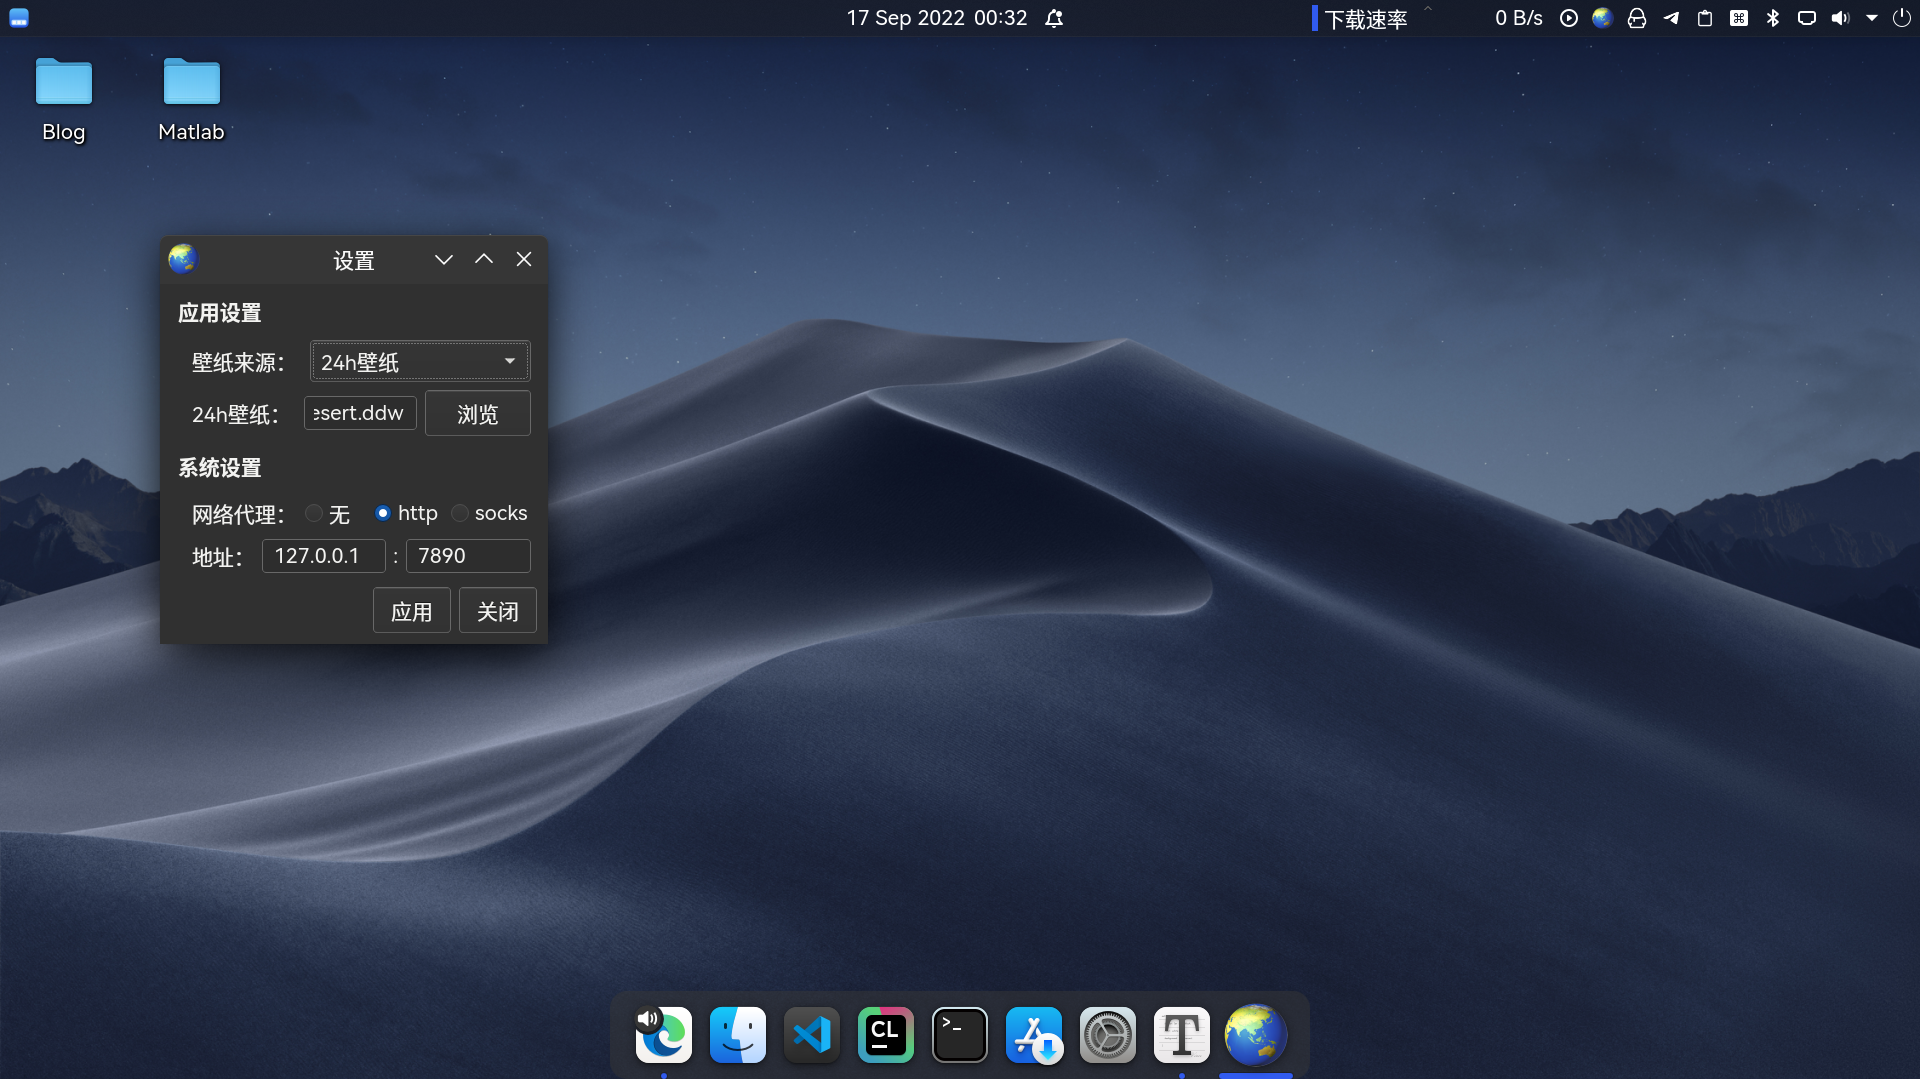 17 Sep 2022 00:32
下载速率
0 B/s
Blog
Matlab
设置
应用设置
壁纸来源：
24h壁纸
24h壁纸：
esert.ddw
浏览
系统设置
网络代理：
无
http
socks
地址：
127.0.0.1
:
7890
应用
关闭
CL
>_
T